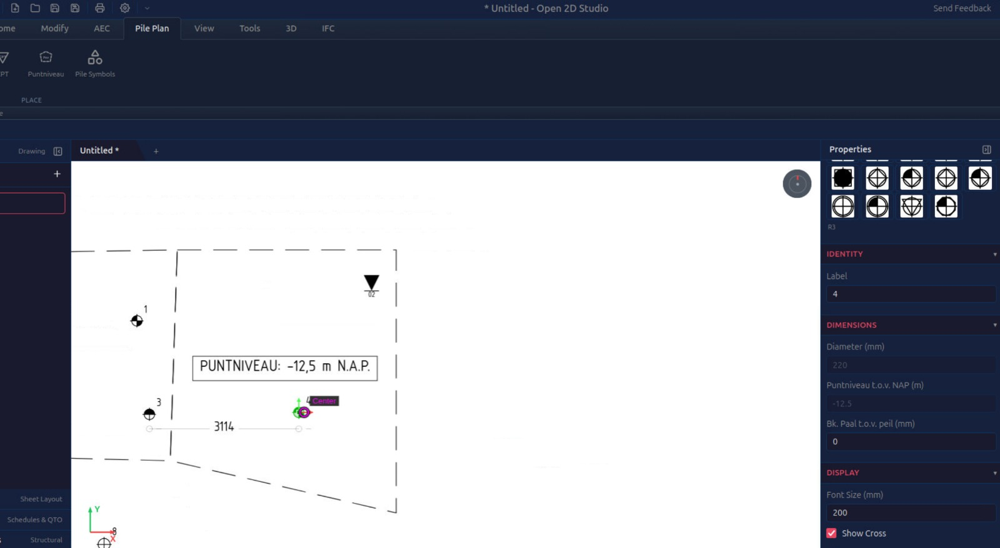 * Untitled - Open 2D Studio
Send Feedback
ome
Modify
AEC
Pile Plan
View
Tools
3D
IFC
PT
Puntniveau
Pile Symbols
PLACE
e
Drawing
Untitled *
+
Properties
+
R3
IDENTITY
Label
4
02
1
DIMENSIONS
Diameter (mm)
220
PUNTNIVEAU: -12,5 m N.A.P.
Puntniveau t.o.v. NAP (m)
-12.5
3
4
Center
3114
Bk. Paal t.o.v. peil (mm)
0
DISPLAY
Font Size (mm)
200
Show Cross
Sheet Layout
Schedules & QTO
s
Structural
Y
X
8